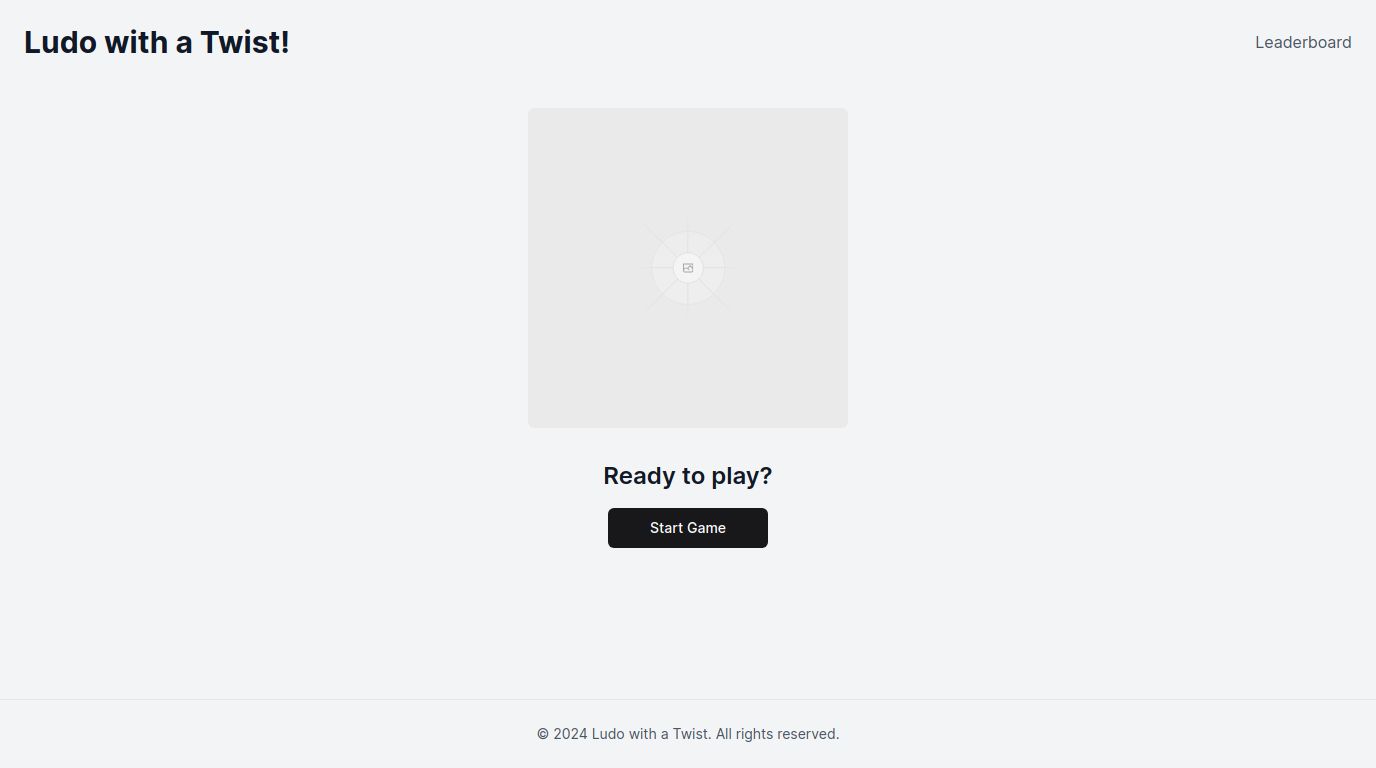 Ludo with a Twist!
Leaderboard
Ready to play?
Start Game
© 2024 Ludo with a Twist. All rights reserved.